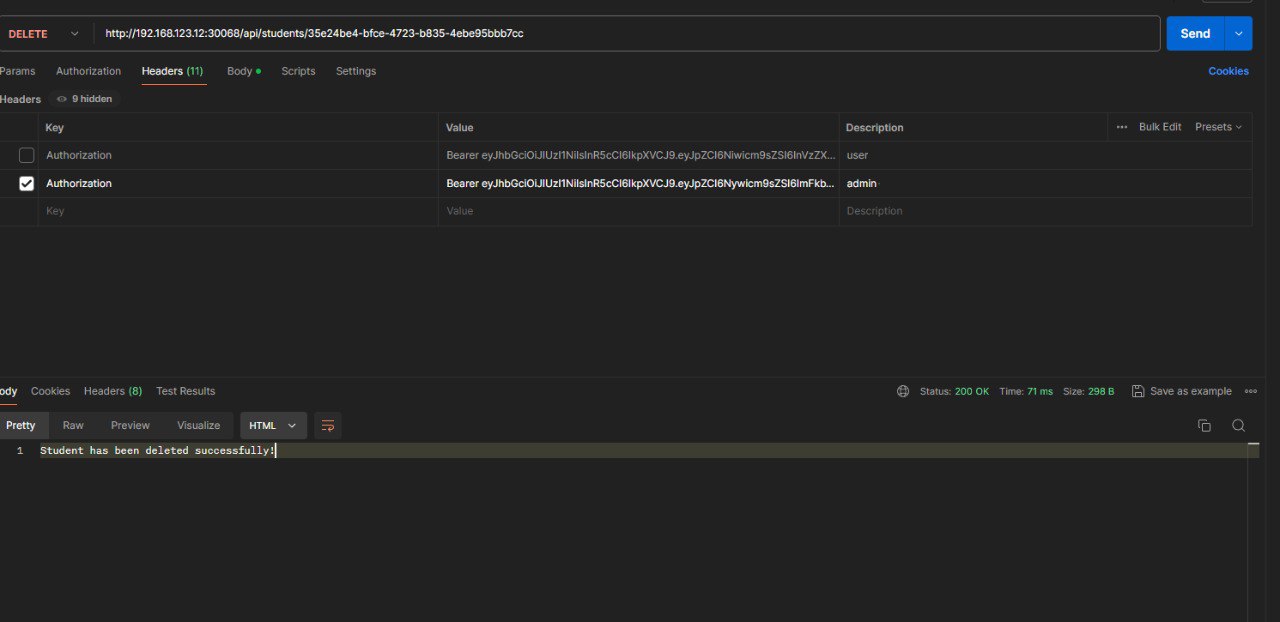 DELETE http://192.168.123.12:30068/api/students/35e24be4-bfce-4723-b835-4ebe95bbb7cc Send
Params Authorization Headers (11) Body Scripts Settings Cookies
Headers 9 hidden
Key Value Description ••• Bulk Edit Presets
Authorization Bearer eyJhbGciOiJIUzI1NiIsInR5cCI6IkpXVCJ9.eyJpZCI6Niwicm9sZSI6InVzZX... user
Authorization Bearer eyJhbGciOiJIUzI1NiIsInR5cCI6IkpXVCJ9.eyJpZCI6Nywicm9sZSI6ImFkb... admin
Key Value Description
ody Cookies Headers (8) Test Results Status: 200 OK Time: 71 ms Size: 298 B Save as example
Pretty Raw Preview Visualize HTML
1 Student has been deleted successfully!